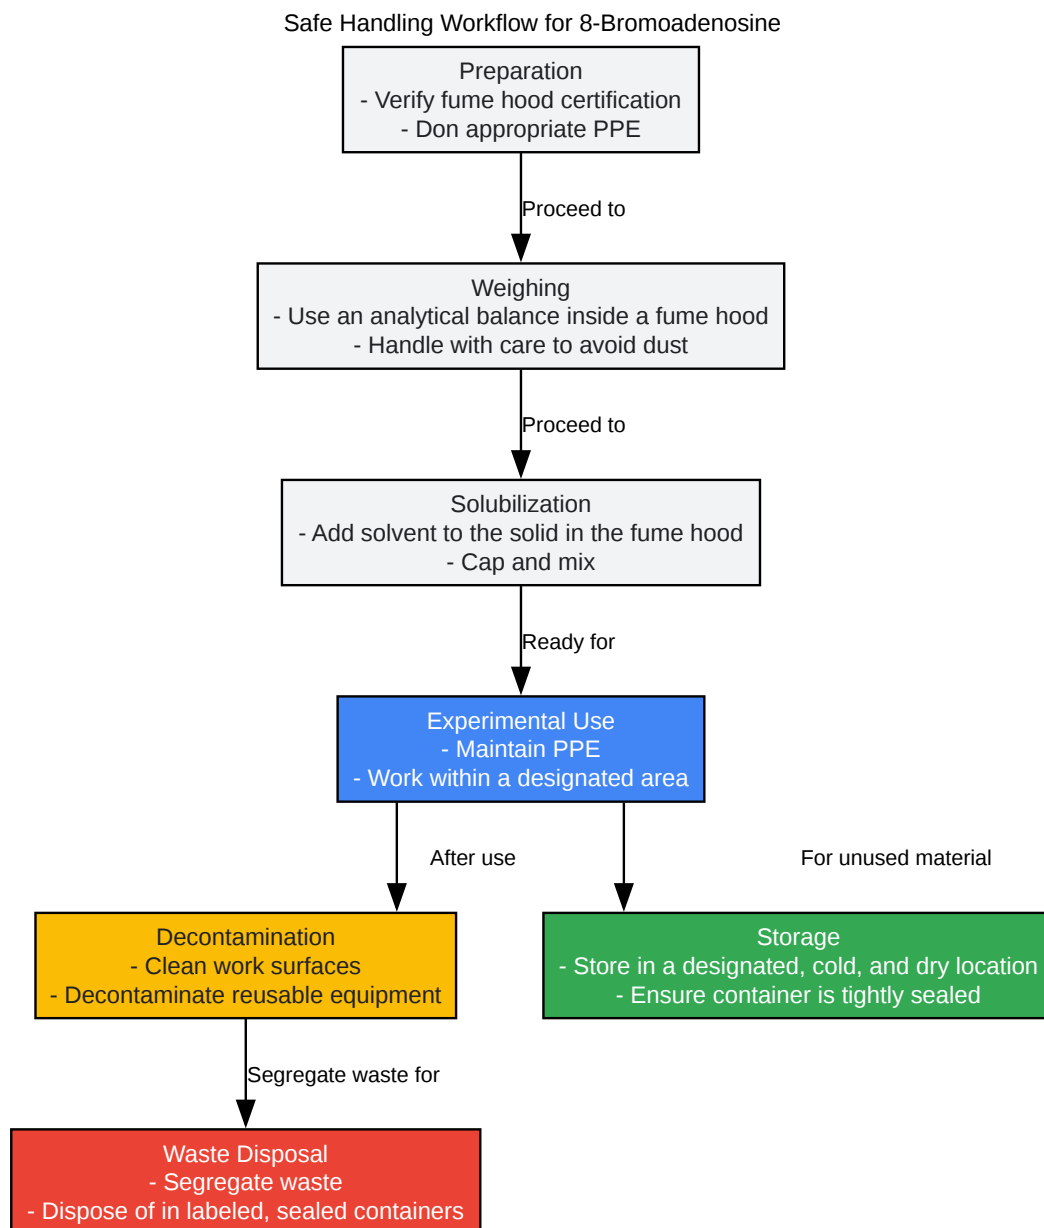 Safe Handling Workflow for 8-Bromoadenosine
Preparation
- Verify fume hood certification
- Don appropriate PPE
Proceed to
Weighing
- Use an analytical balance inside a fume hood
- Handle with care to avoid dust
Proceed to
Solubilization
- Add solvent to the solid in the fume hood
- Cap and mix
Ready for
Experimental Use
- Maintain PPE
- Work within a designated area
After use
For unused material
Decontamination
- Clean work surfaces
- Decontaminate reusable equipment
Storage
- Store in a designated, cold, and dry location
- Ensure container is tightly sealed
Segregate waste for
Waste Disposal
- Segregate waste
- Dispose of in labeled, sealed containers